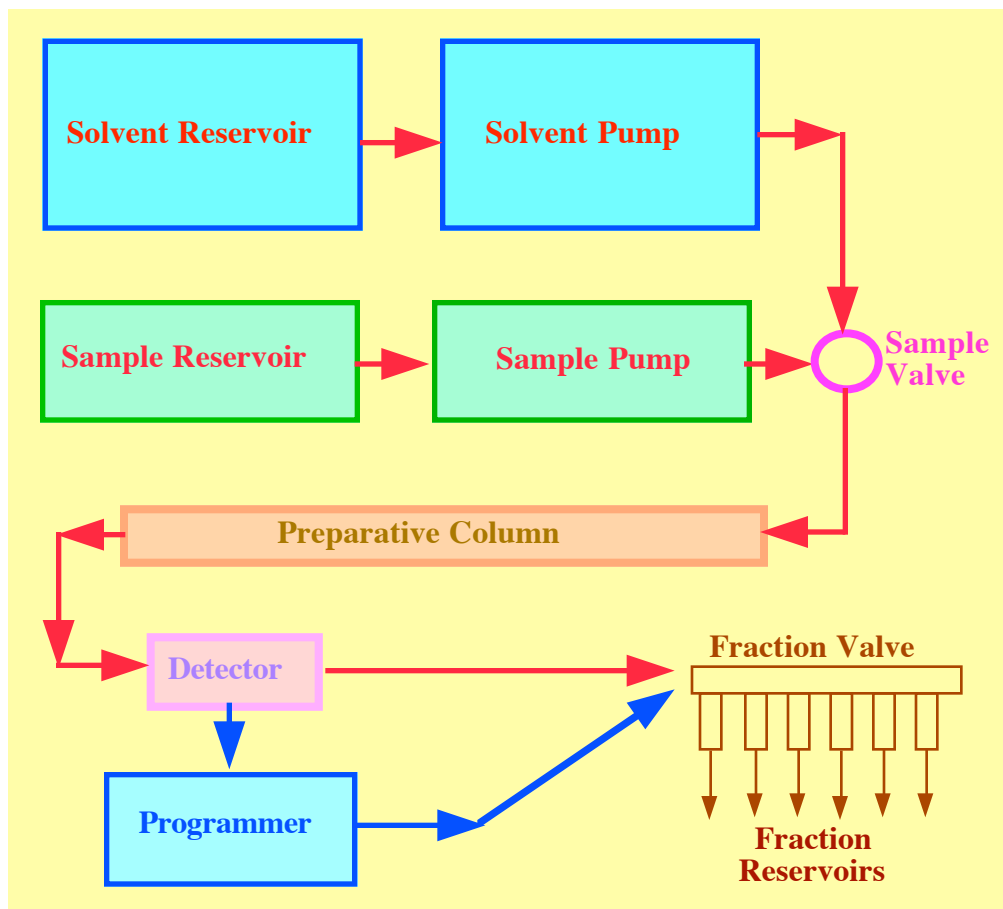 Solvent Reservoir
Solvent Pump
Sample Reservoir
Sample Pump
Sample
Valve
Preparative Column
Detector
Fraction Valve
Programmer
Fraction
Reservoirs